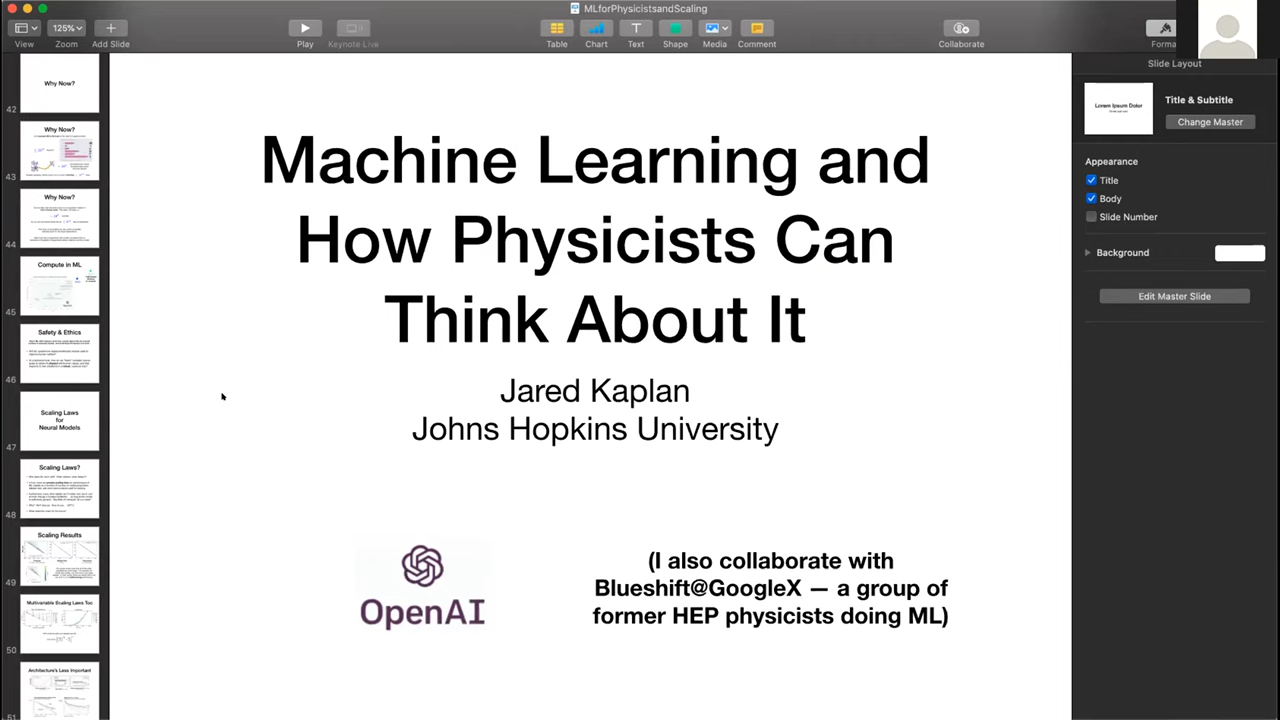 MLforPhysicistsandScaling
125%
View
Zoom
Add Slide
Play
Keynote Live
Table
Chart
Text
Shape
Media
Comment
Collaborate
Forma
Why Now?
42
Why Now?
43
Why Now?
44
Compute in ML
45
Safety & Ethics
46
Scaling Laws
for
Neural Models
47
Scaling Laws?
48
Scaling Results
49
Multivariable Scaling Laws Too
50
Architecture's Less Important
51
Machine Learning and
How Physicists Can
Think About It
Jared Kaplan
Johns Hopkins University
OpenAI
(I also collaborate with
Blueshift@GoogleX — a group of
former HEP physicists doing ML)
Slide Layout
Lorem Ipsum Dolor
Title & Subtitle
Change Master
Appearance
Title
Body
Slide Number
Background
Edit Master Slide